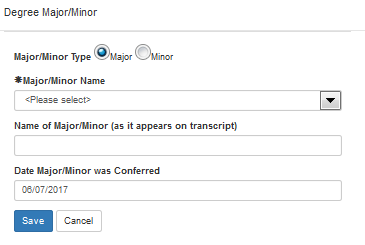 Degree Major/Minor
Major/Minor Type Major Minor
*Major/Minor Name
<Please select>
Name of Major/Minor (as it appears on transcript)
Date Major/Minor was Conferred
06/07/2017
Save Cancel